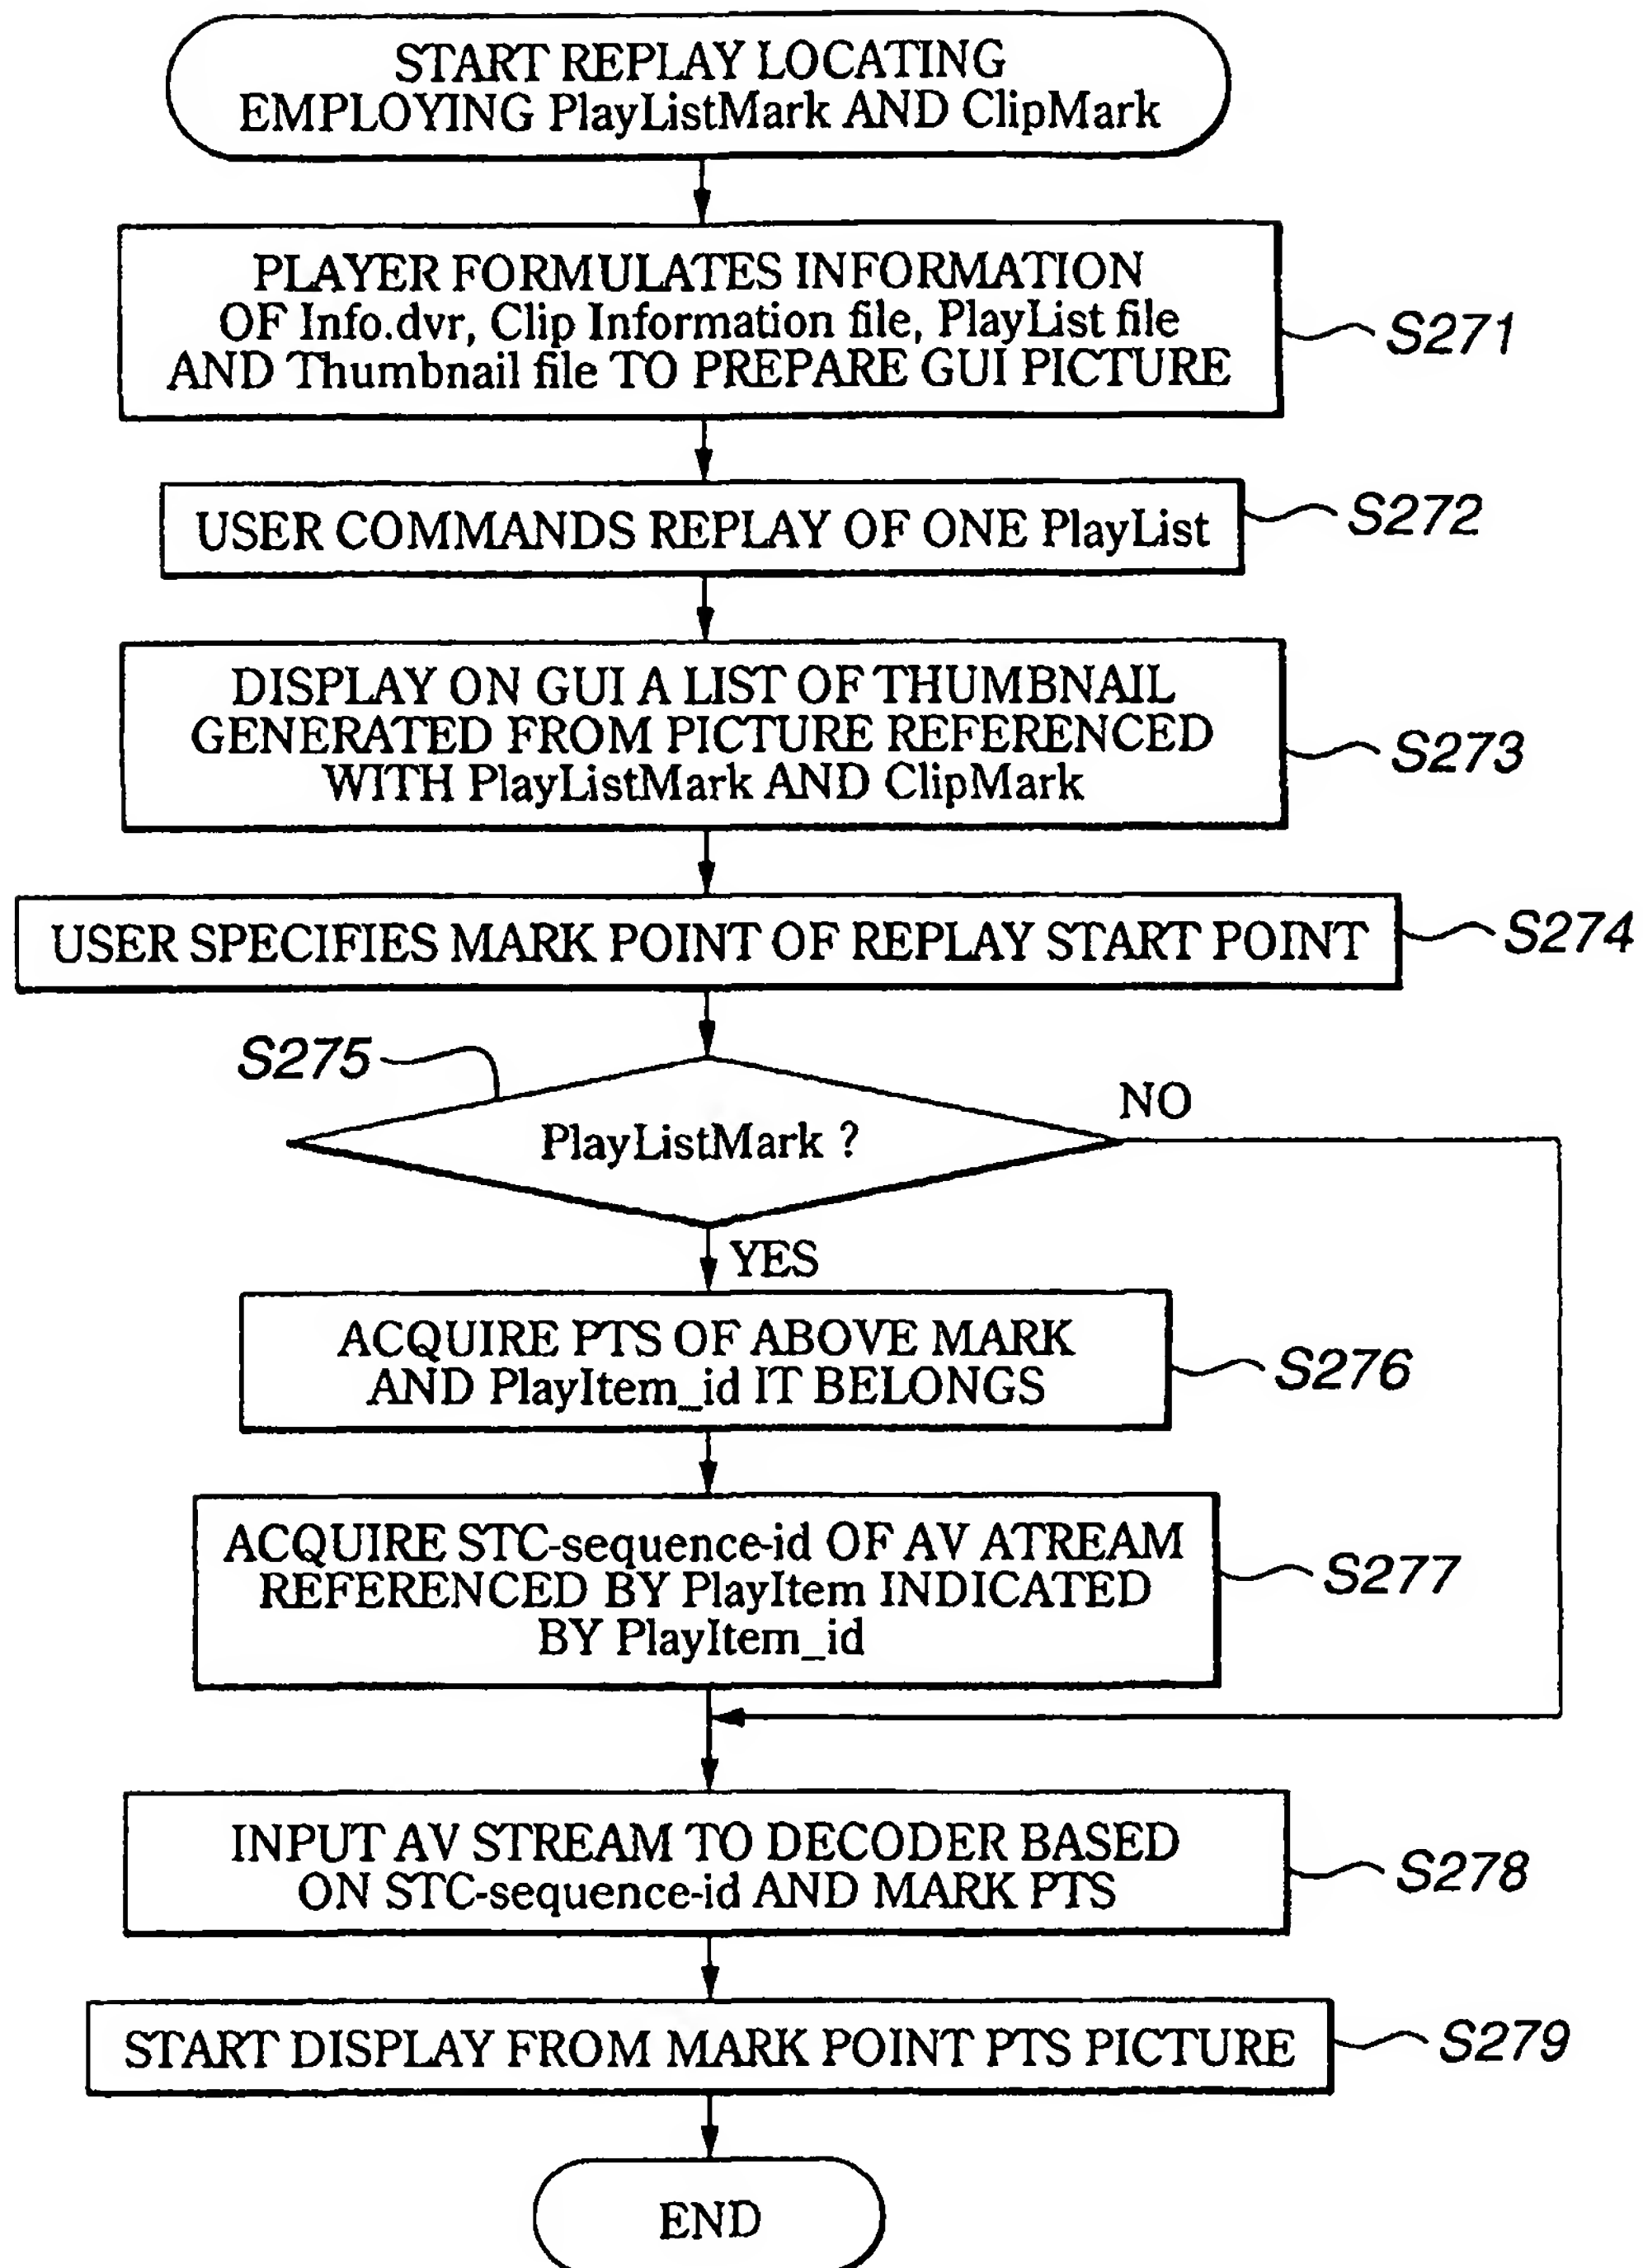 START REPLAY LOCATING
EMPLOYING PlayListMark AND ClipMark
PLAYER FORMULATES INFORMATION
OF Info.dvr, Clip Information file, PlayList file
AND Thumbnail file TO PREPARE GUI PICTURE
S271
USER COMMANDS REPLAY OF ONE PlayList
S272
DISPLAY ON GUI A LIST OF THUMBNAIL
GENERATED FROM PICTURE REFERENCED
WITH PlayListMark AND ClipMark
S273
USER SPECIFIES MARK POINT OF REPLAY START POINT
S274
S275
PlayListMark ?
NO
YES
ACQUIRE PTS OF ABOVE MARK
AND PlayItem_id IT BELONGS
S276
ACQUIRE STC-sequence-id OF AV ATREAM
REFERENCED BY PlayItem INDICATED
BY PlayItem_id
S277
INPUT AV STREAM TO DECODER BASED
ON STC-sequence-id AND MARK PTS
S278
START DISPLAY FROM MARK POINT PTS PICTURE
S279
END